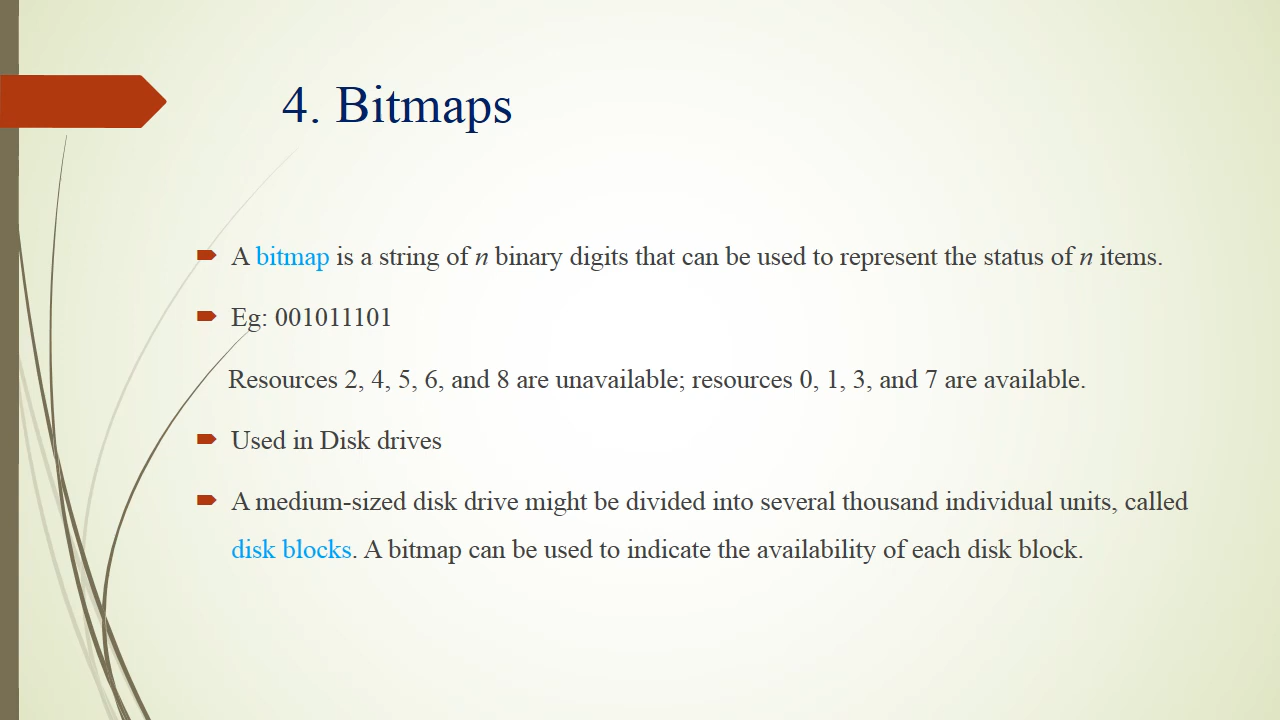 4. Bitmaps
A bitmap is a string of n binary digits that can be used to represent the status of n items.
Eg: 001011101
Resources 2, 4, 5, 6, and 8 are unavailable; resources 0, 1, 3, and 7 are available.
Used in Disk drives
A medium-sized disk drive might be divided into several thousand individual units, called
disk blocks. A bitmap can be used to indicate the availability of each disk block.